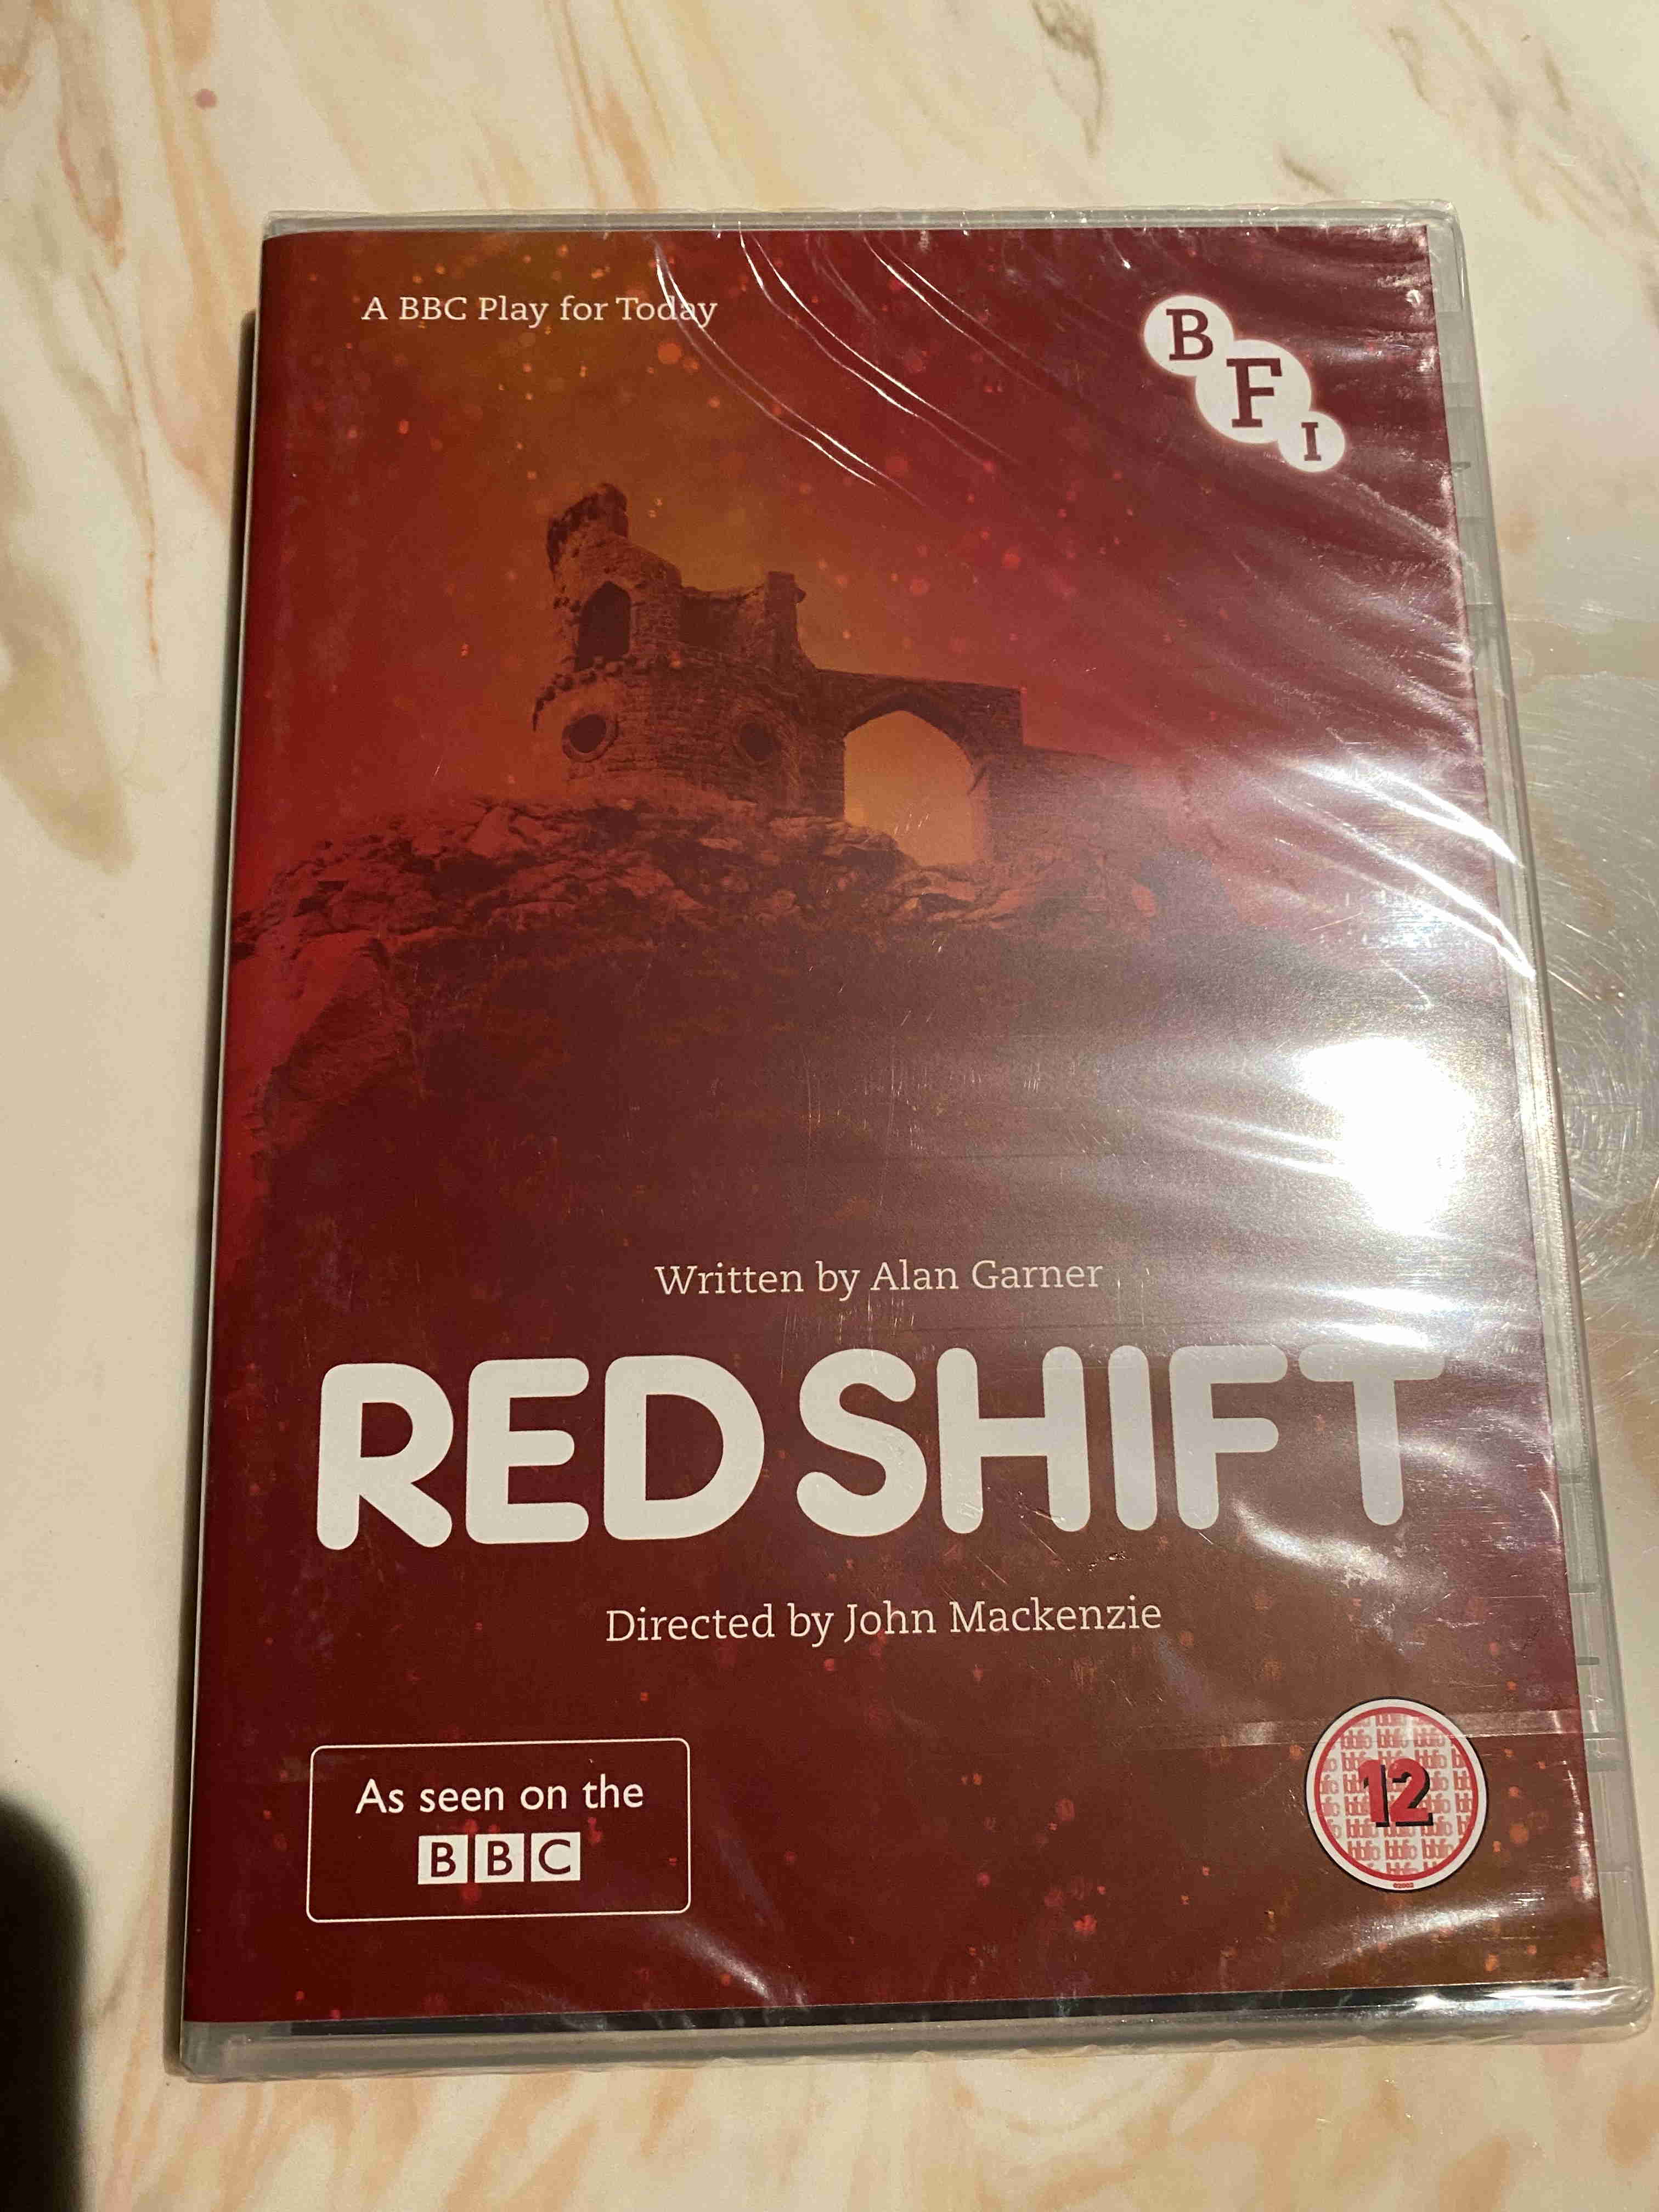 A BBC Play for Today
BFI
Written by Alan Garner
RED SHIFT
Directed by John Mackenzie
As seen on the
BBC
12